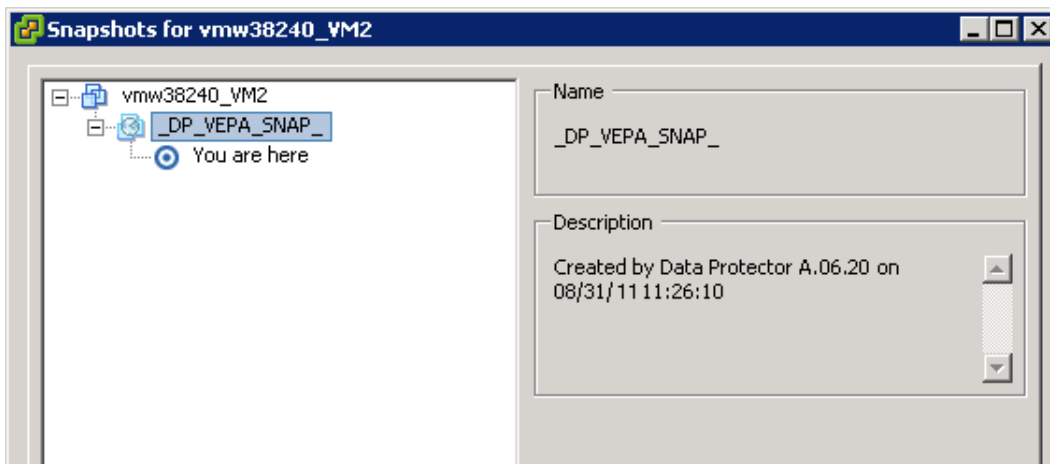 Snapshots for vmw38240_VM2
vmw38240_VM2
_DP_VEPA_SNAP_
You are here
Name
_DP_VEPA_SNAP_
Description
Created by Data Protector A.06.20 on
08/31/11 11:26:10